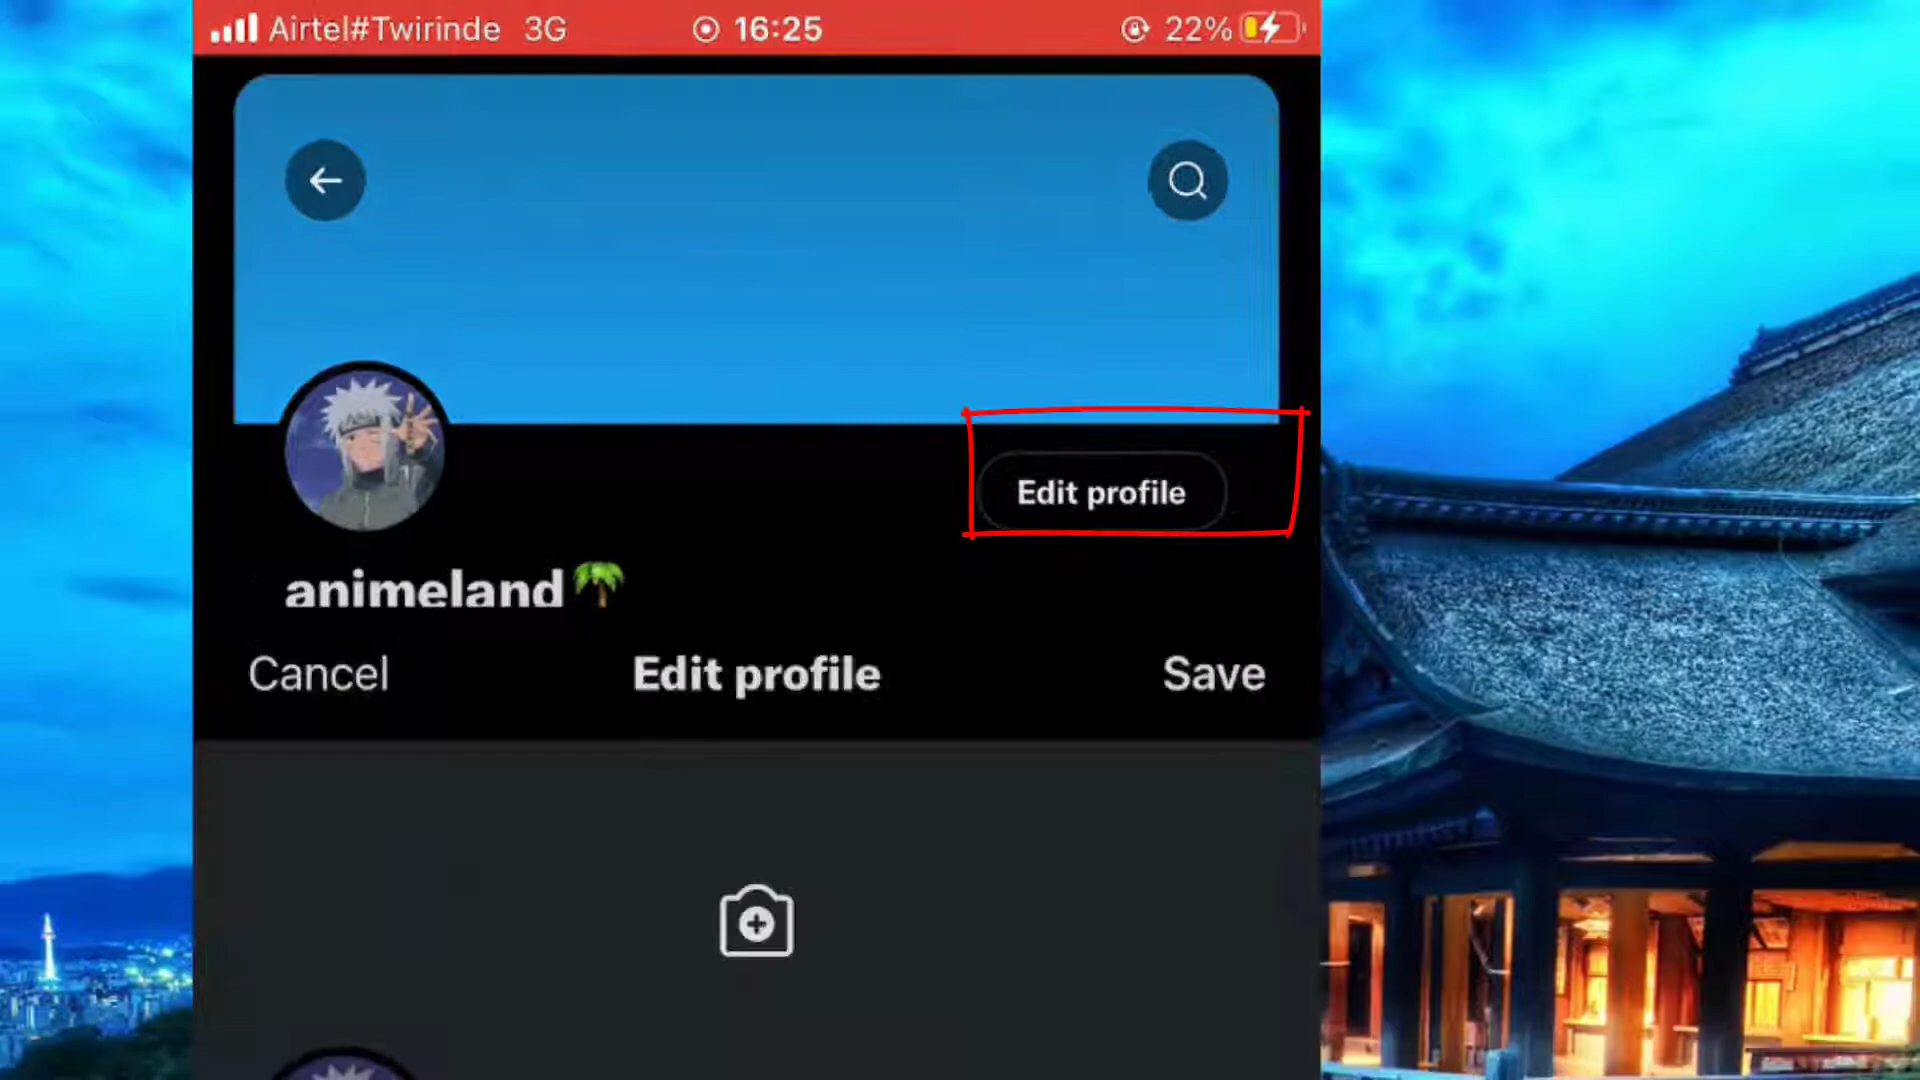 Airtel#Twirinde 3G 16:25 22%
Edit profile
animeland🌴
Cancel Edit profile Save